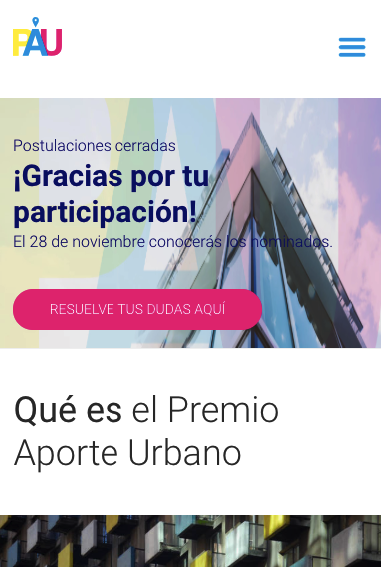 PAU
Postulaciones cerradas
¡Gracias por tu
participación!
El 28 de noviembre conocerás los nominados.
RESUELVE TUS DUDAS AQUÍ
Qué es el Premio
Aporte Urbano